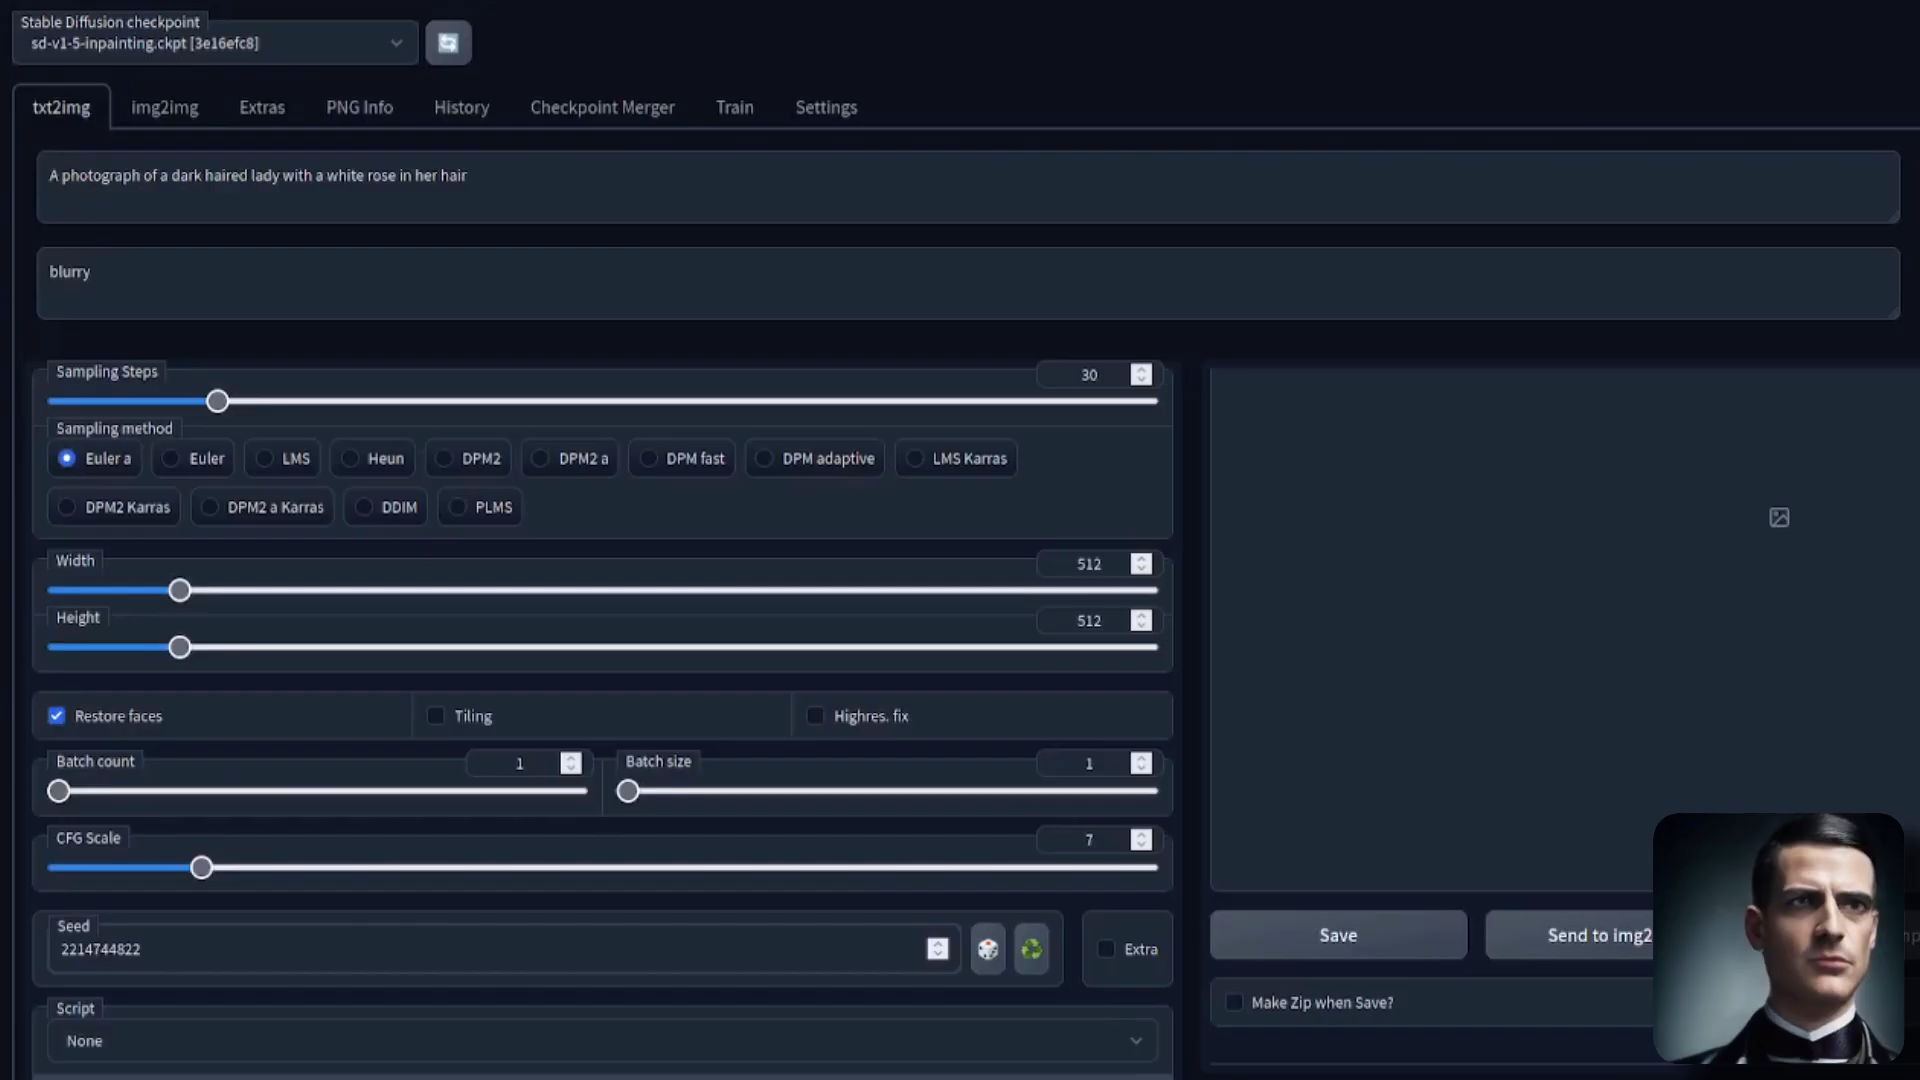 Stable Diffusion checkpoint
sd-v1-5-inpainting.ckpt [3e16efc8]
txt2img img2img Extras PNG Info History Checkpoint Merger Train Settings
A photograph of a dark haired lady with a white rose in her hair
blurry
Sampling Steps 30
Sampling method
Euler a Euler LMS Heun DPM2 DPM2 a DPM fast DPM adaptive LMS Karras
DPM2 Karras DPM2 a Karras DDIM PLMS
Width 512
Height 512
Restore faces Tiling Highres. fix
Batch count 1 Batch size 1
CFG Scale 7
Seed
2214744822
Extra
Save Send to img2
Make Zip when Save?
Script
None